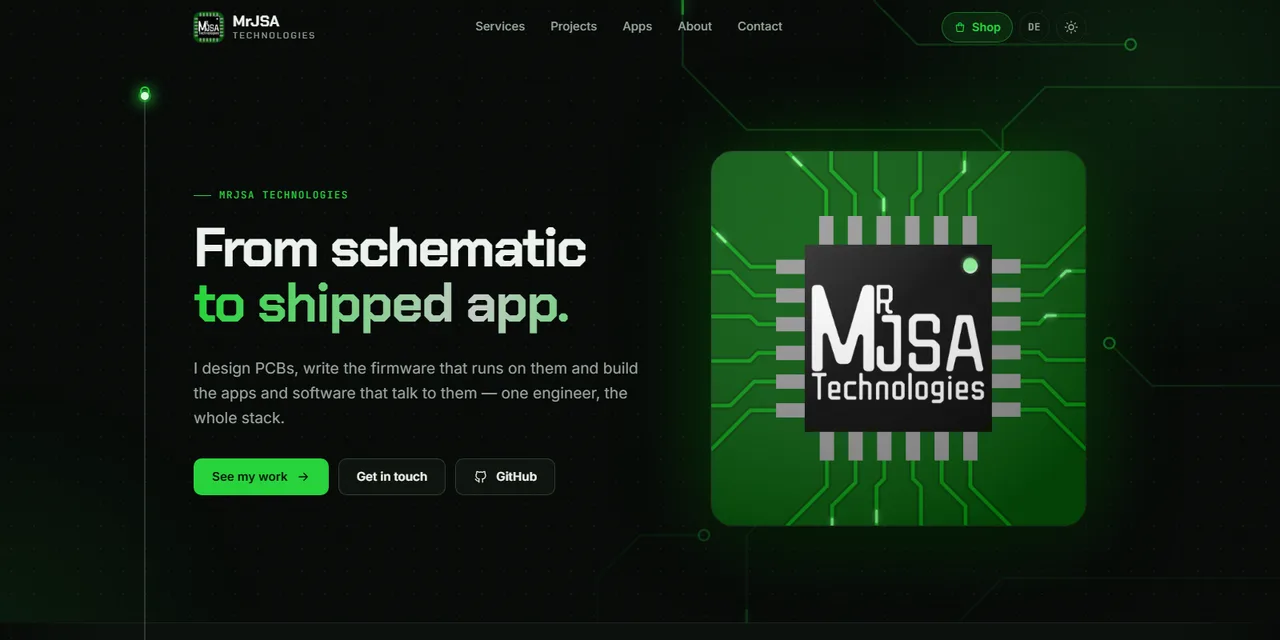 MrJSA
TECHNOLOGIES
Services
Projects
Apps
About
Contact
Shop
DE
MRJSA TECHNOLOGIES
From schematic
to shipped app.
I design PCBs, write the firmware that runs on them and build
the apps and software that talk to them — one engineer, the
whole stack.
See my work →
Get in touch
GitHub
MR
JSA
Technologies